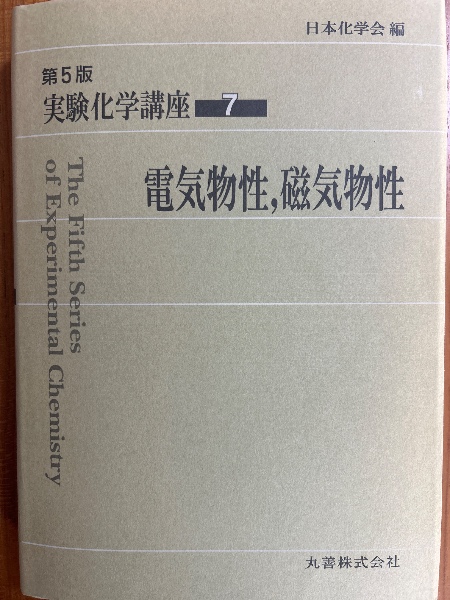 日本化学会 編
第5版
実験化学講座 7
電気物性,磁気物性
The Fifth Series
of Experimental Chemistry
丸善株式会社